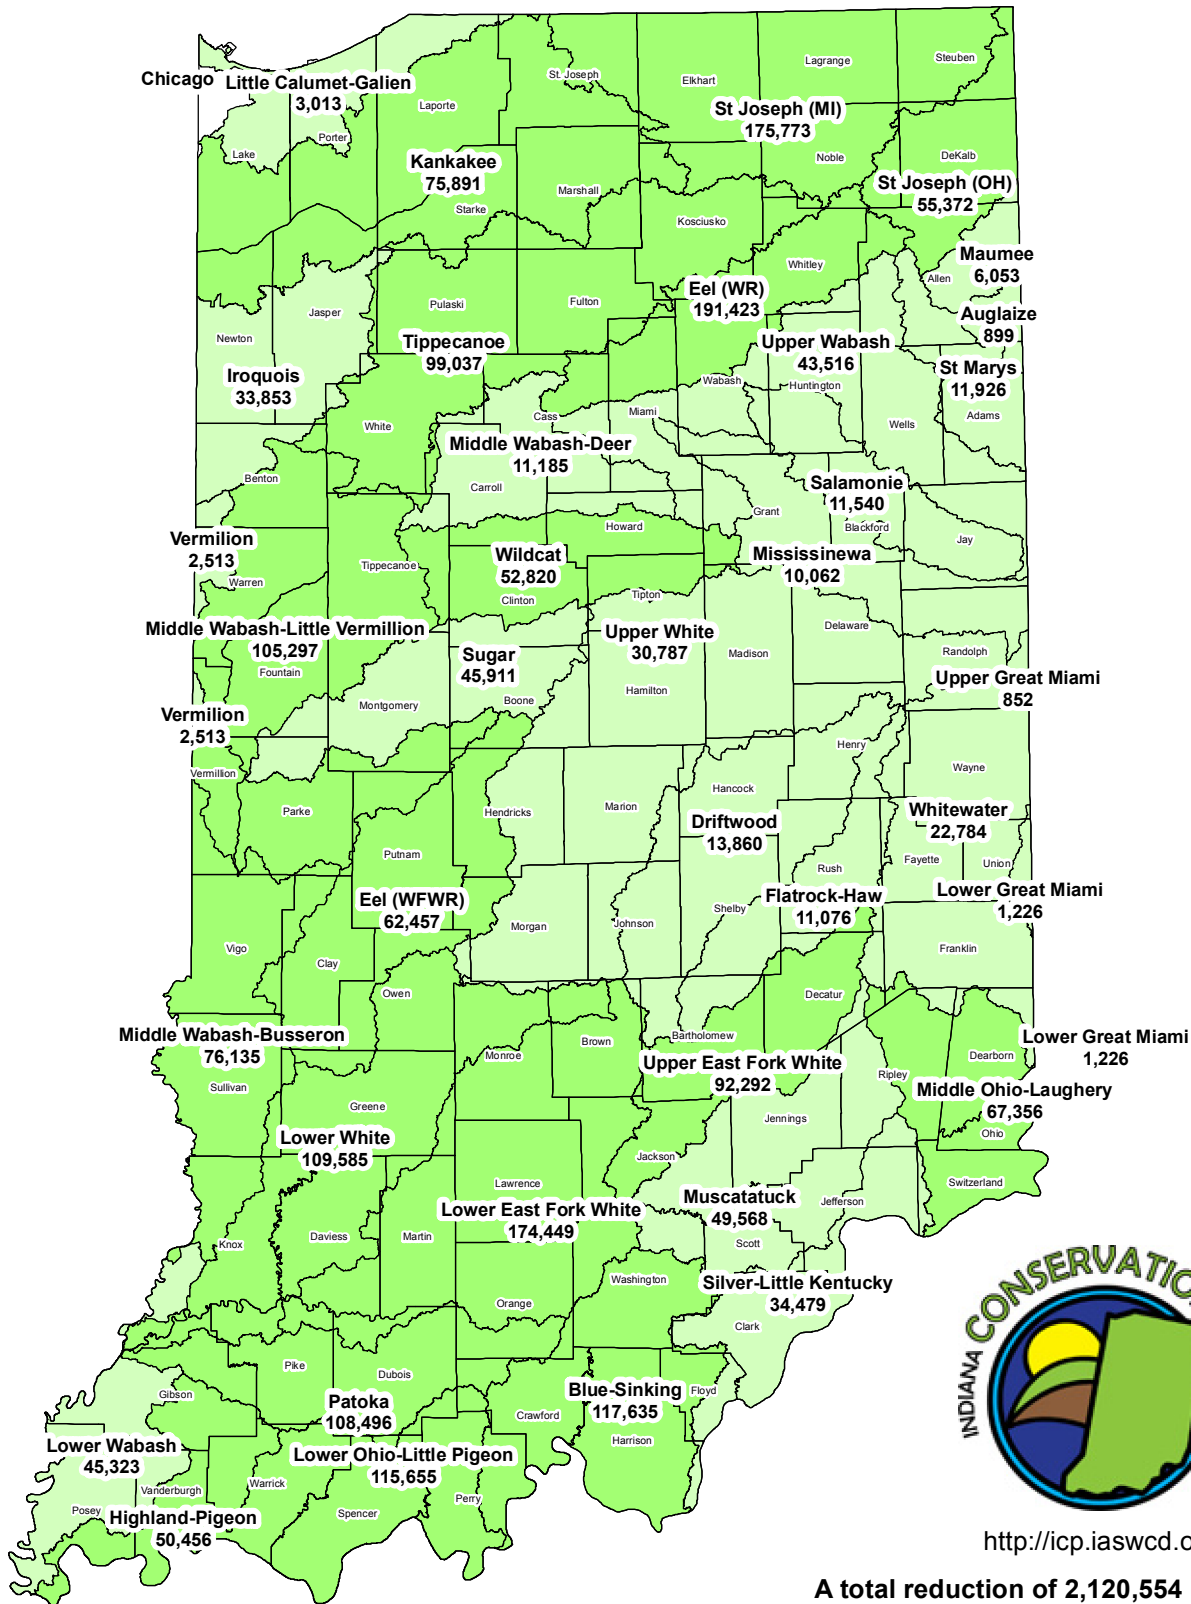 St. Joseph
Lagrange
Steuben
Elkhart
Chicago
Little Calumet-Galien
3,013
Laporte
St Joseph (MI)
175,773
Porter
Lake
Kankakee
75,891
Noble
DeKalb
Marshall
St Joseph (OH)
55,372
Starke
Kosciusko
Whitley
Maumee
6,053
Allen
Eel (WR)
191,423
Pulaski
Fulton
Jasper
Auglaize
899
Newton
Tippecanoe
99,037
Upper Wabash
43,516
St Marys
11,926
Iroquois
33,853
Wabash
Huntington
Cass
Miami
Adams
White
Wells
Middle Wabash-Deer
11,185
Benton
Carroll
Salamonie
11,540
Grant
Blackford
Howard
Jay
Vermilion
2,513
Wildcat
52,820
Mississinewa
10,062
Tippecanoe
Warren
Clinton
Tipton
Middle Wabash-Little Vermillion
105,297
Upper White
30,787
Delaware
Sugar
45,911
Madison
Randolph
Fountain
Upper Great Miami
852
Hamilton
Boone
Montgomery
Vermilion
2,513
Henry
Wayne
Vermillion
Hancock
Parke
Hendricks
Marion
Whitewater
22,784
Driftwood
13,860
Putnam
Rush
Fayette
Union
Eel (WFWR)
62,457
Flatrock-Haw
11,076
Lower Great Miami
1,226
Shelby
Morgan
Johnson
Vigo
Clay
Franklin
Owen
Decatur
Middle Wabash-Busseron
76,135
Bartholomew
Brown
Monroe
Lower Great Miami
1,226
Dearborn
Upper East Fork White
92,292
Ripley
Sullivan
Middle Ohio-Laughery
67,356
Greene
Jennings
Ohio
Lower White
109,585
Jackson
Lawrence
Switzerland
Muscatatuck
49,568
Jefferson
Lower East Fork White
174,449
Knox
Daviess
Martin
Scott
Washington
Silver-Little Kentucky
34,479
Orange
Clark
Pike
Dubois
Gibson
Blue-Sinking
117,635
Floyd
Patoka
108,496
Crawford
Harrison
Lower Wabash
45,323
Lower Ohio-Little Pigeon
115,655
Warrick
Vanderburgh
Perry
Posey
Spencer
Highland-Pigeon
50,456
INDIANA CONSERVATIO
http://icp.iaswcd.o
A total reduction of 2,120,554